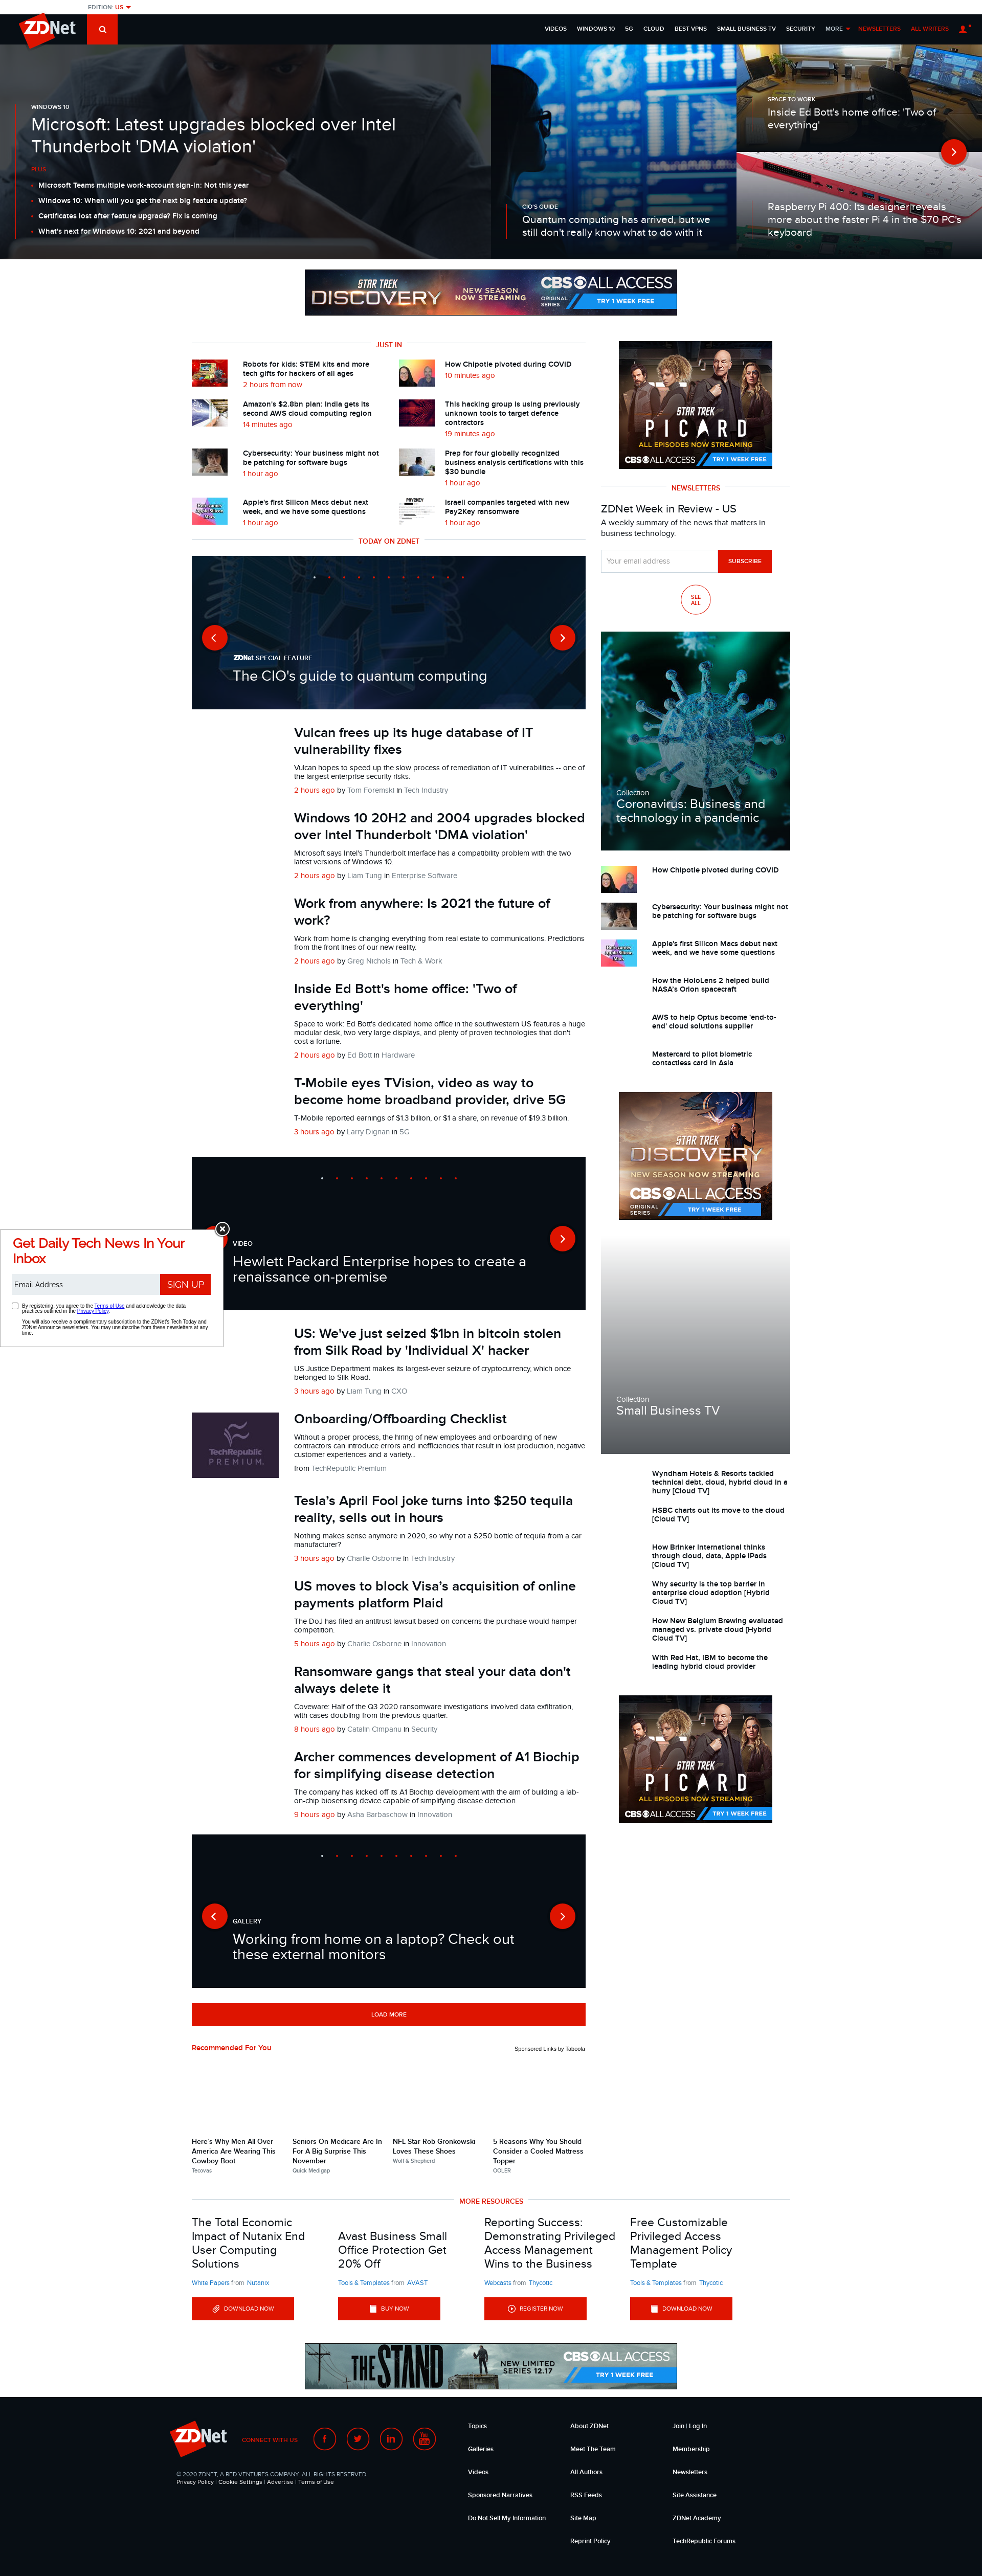 EDITION: US
ZDNet
VIDEOS WINDOWS 10 5G CLOUD BEST VPNS SMALL BUSINESS TV SECURITY MORE NEWSLETTERS ALL WRITERS
WINDOWS 10
Microsoft: Latest upgrades blocked over Intel
Thunderbolt 'DMA violation'
PLUS
Microsoft Teams multiple work-account sign-in: Not this year
Windows 10: When will you get the next big feature update?
Certificates lost after feature upgrade? Fix is coming
What's next for Windows 10: 2021 and beyond
CIO'S GUIDE
Quantum computing has arrived, but we
still don't really know what to do with it
SPACE TO WORK
Inside Ed Bott's home office: 'Two of
everything'
Raspberry Pi 400: Its designer reveals
more about the faster Pi 4 in the $70 PC's
keyboard
STAR TREK
DISCOVERY
NEW SEASON
NOW STREAMING
CBS ALL ACCESS
ORIGINAL
SERIES
TRY 1 WEEK FREE
JUST IN
Robots for kids: STEM kits and more
tech gifts for hackers of all ages
2 hours from now
How Chipotle pivoted during COVID
10 minutes ago
Amazon's $2.8bn plan: India gets its
second AWS cloud computing region
14 minutes ago
This hacking group is using previously
unknown tools to target defence
contractors
19 minutes ago
Cybersecurity: Your business might not
be patching for software bugs
1 hour ago
Prep for four globally recognized
business analysis certifications with this
$30 bundle
1 hour ago
Apple's first Silicon Macs debut next
week, and we have some questions
1 hour ago
Israeli companies targeted with new
Pay2Key ransomware
1 hour ago
TODAY ON ZDNET
ZDNet SPECIAL FEATURE
The CIO's guide to quantum computing
Vulcan frees up its huge database of IT
vulnerability fixes
Vulcan hopes to speed up the slow process of remediation of IT vulnerabilities -- one of
the largest enterprise security risks.
2 hours ago by Tom Foremski in Tech Industry
Windows 10 20H2 and 2004 upgrades blocked
over Intel Thunderbolt 'DMA violation'
Microsoft says Intel's Thunderbolt interface has a compatibility problem with the two
latest versions of Windows 10.
2 hours ago by Liam Tung in Enterprise Software
Work from anywhere: Is 2021 the future of
work?
Work from home is changing everything from real estate to communications. Predictions
from the front lines of our new reality.
2 hours ago by Greg Nichols in Tech & Work
Inside Ed Bott's home office: 'Two of
everything'
Space to work: Ed Bott's dedicated home office in the southwestern US features a huge
modular desk, two very large displays, and plenty of proven technologies that don't
cost a fortune.
2 hours ago by Ed Bott in Hardware
T-Mobile eyes TVision, video as way to
become home broadband provider, drive 5G
T-Mobile reported earnings of $1.3 billion, or $1 a share, on revenue of $19.3 billion.
3 hours ago by Larry Dignan in 5G
VIDEO
Hewlett Packard Enterprise hopes to create a
renaissance on-premise
Get Daily Tech News In Your
Inbox
Email Address
SIGN UP
By registering, you agree to the Terms of Use and acknowledge the data
practices outlined in the Privacy Policy.
You will also receive a complimentary subscription to the ZDNet's Tech Today and
ZDNet Announce newsletters. You may unsubscribe from these newsletters at any
time.
US: We've just seized $1bn in bitcoin stolen
from Silk Road by 'Individual X' hacker
US Justice Department makes its largest-ever seizure of cryptocurrency, which once
belonged to Silk Road.
3 hours ago by Liam Tung in CXO
TechRepublic
PREMIUM.
Onboarding/Offboarding Checklist
Without a proper process, the hiring of new employees and onboarding of new
contractors can introduce errors and inefficiencies that result in lost production, negative
customer experiences and a variety...
from TechRepublic Premium
Tesla's April Fool joke turns into $250 tequila
reality, sells out in hours
Nothing makes sense anymore in 2020, so why not a $250 bottle of tequila from a car
manufacturer?
3 hours ago by Charlie Osborne in Tech Industry
US moves to block Visa's acquisition of online
payments platform Plaid
The DoJ has filed an antitrust lawsuit based on concerns the purchase would hamper
competition.
5 hours ago by Charlie Osborne in Innovation
Ransomware gangs that steal your data don't
always delete it
Coveware: Half of the Q3 2020 ransomware investigations involved data exfiltration,
with cases doubling from the previous quarter.
8 hours ago by Catalin Cimpanu in Security
Archer commences development of A1 Biochip
for simplifying disease detection
The company has kicked off its A1 Biochip development with the aim of building a lab-
on-chip biosensing device capable of simplifying disease detection.
9 hours ago by Asha Barbaschow in Innovation
GALLERY
Working from home on a laptop? Check out
these external monitors
LOAD MORE
STAR TREK
PICARD
ALL EPISODES NOW STREAMING
CBS ALL ACCESS TRY 1 WEEK FREE
NEWSLETTERS
ZDNet Week in Review - US
A weekly summary of the news that matters in
business technology.
Your email address
SUBSCRIBE
SEE
ALL
Collection
Coronavirus: Business and
technology in a pandemic
How Chipotle pivoted during COVID
Cybersecurity: Your business might not
be patching for software bugs
Apple's first Silicon Macs debut next
week, and we have some questions
How the HoloLens 2 helped build
NASA's Orion spacecraft
AWS to help Optus become 'end-to-
end' cloud solutions supplier
Mastercard to pilot biometric
contactless card in Asia
STAR TREK
DISCOVERY
NEW SEASON NOW STREAMING
CBS ALL ACCESS
ORIGINAL
SERIES
TRY 1 WEEK FREE
Collection
Small Business TV
Wyndham Hotels & Resorts tackled
technical debt, cloud, hybrid cloud in a
hurry [Cloud TV]
HSBC charts out its move to the cloud
[Cloud TV]
How Brinker International thinks
through cloud, data, Apple iPads
[Cloud TV]
Why security is the top barrier in
enterprise cloud adoption [Hybrid
Cloud TV]
How New Belgium Brewing evaluated
managed vs. private cloud [Hybrid
Cloud TV]
With Red Hat, IBM to become the
leading hybrid cloud provider
STAR TREK
PICARD
ALL EPISODES NOW STREAMING
CBS ALL ACCESS TRY 1 WEEK FREE
Recommended For You
Sponsored Links by Taboola
Here's Why Men All Over
America Are Wearing This
Cowboy Boot
Tecovas
Seniors On Medicare Are In
For A Big Surprise This
November
Quick Medigap
NFL Star Rob Gronkowski
Loves These Shoes
Wolf & Shepherd
5 Reasons Why You Should
Consider a Cooled Mattress
Topper
OOLER
MORE RESOURCES
The Total Economic
Impact of Nutanix End
User Computing
Solutions
White Papers from Nutanix
DOWNLOAD NOW
Avast Business Small
Office Protection Get
20% Off
Tools & Templates from AVAST
BUY NOW
Reporting Success:
Demonstrating Privileged
Access Management
Wins to the Business
Webcasts from Thycotic
REGISTER NOW
Free Customizable
Privileged Access
Management Policy
Template
Tools & Templates from Thycotic
DOWNLOAD NOW
THE STAND
NEW LIMITED
SERIES 12.17
CBS ALL ACCESS
TRY 1 WEEK FREE
ZDNet
CONNECT WITH US
© 2020 ZDNET, A RED VENTURES COMPANY. ALL RIGHTS RESERVED.
Privacy Policy | Cookie Settings | Advertise | Terms of Use
Topics
Galleries
Videos
Sponsored Narratives
Do Not Sell My Information
About ZDNet
Meet The Team
All Authors
RSS Feeds
Site Map
Reprint Policy
Join | Log In
Membership
Newsletters
Site Assistance
ZDNet Academy
TechRepublic Forums